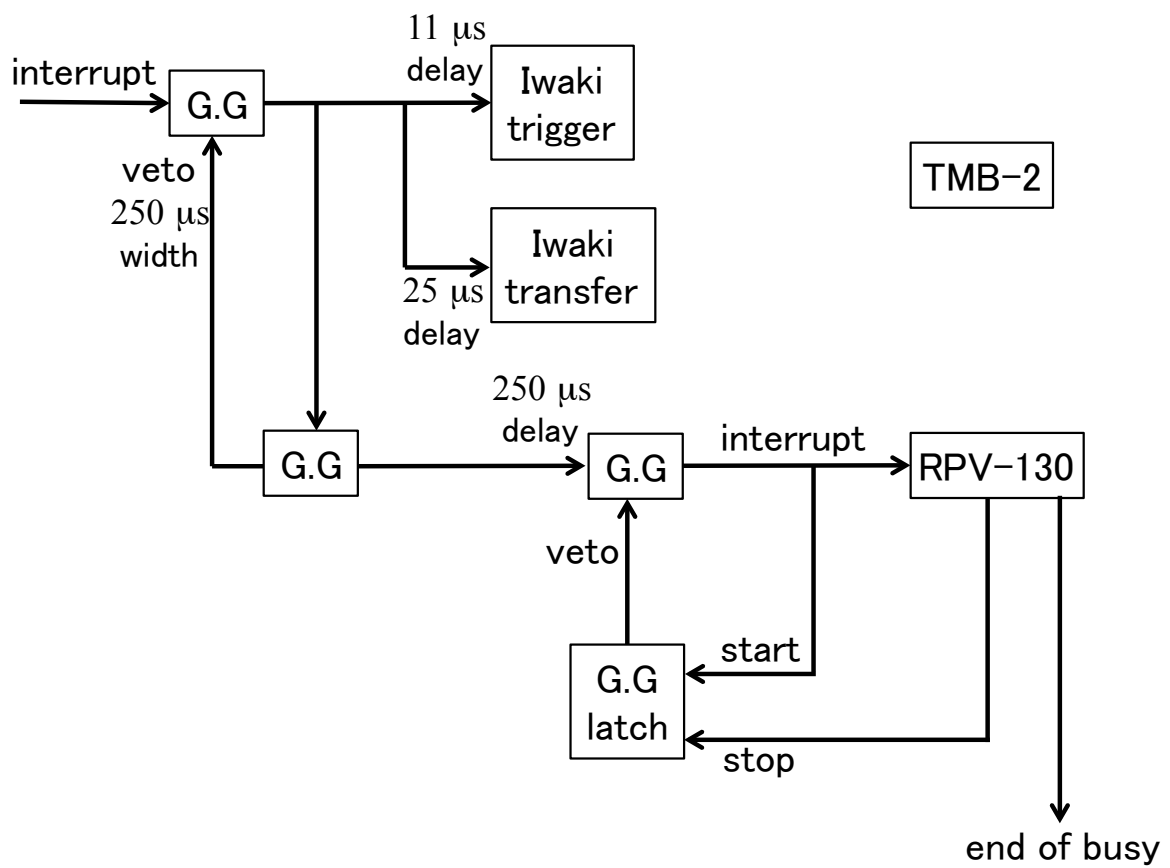 11 μs
delay
interrupt
G.G
Iwaki
trigger
TMB-2
veto
250 μs
width
Iwaki
transfer
25 μs
delay
250 μs
delay
G.G
G.G
interrupt
RPV-130
veto
start
G.G
latch
stop
end of busy